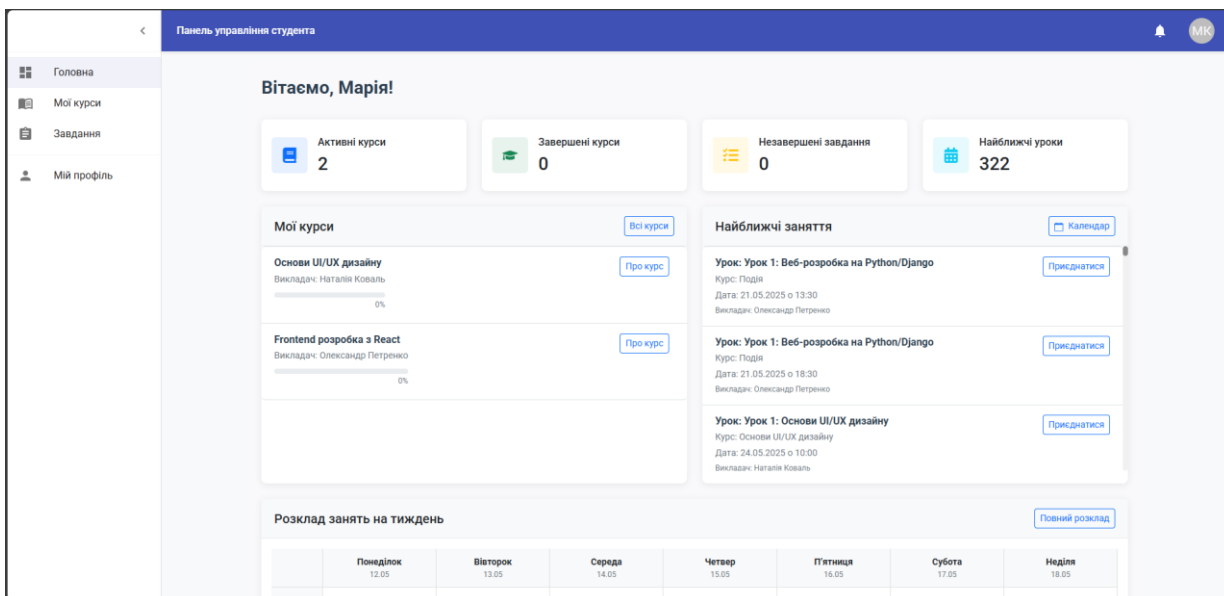 Панель управління студента
МК
Головна
Мої курси
Завдання
Мій профіль
Вітаємо, Марія!
Активні курси
2
Завершені курси
0
Незавершені завдання
0
Найближчі уроки
322
Мої курси
Всі курси
Основи UI/UX дизайну
Про курс
Викладач: Наталія Коваль
0%
Frontend розробка з React
Про курс
Викладач: Олександр Петренко
0%
Найближчі заняття
Календар
Урок: Урок 1: Веб-розробка на Python/Django
Приєднатися
Курс: Подія
Дата: 21.05.2025 о 13:30
Викладач: Олександр Петренко
Урок: Урок 1: Веб-розробка на Python/Django
Приєднатися
Курс: Подія
Дата: 21.05.2025 о 18:30
Викладач: Олександр Петренко
Урок: Урок 1: Основи UI/UX дизайну
Приєднатися
Курс: Основи UI/UX дизайну
Дата: 24.05.2025 о 10:00
Викладач: Наталія Коваль
Розклад занять на тиждень
Повний розклад
Понеділок
12.05
Вівторок
13.05
Середа
14.05
Четвер
15.05
П'ятниця
16.05
Субота
17.05
Неділя
18.05